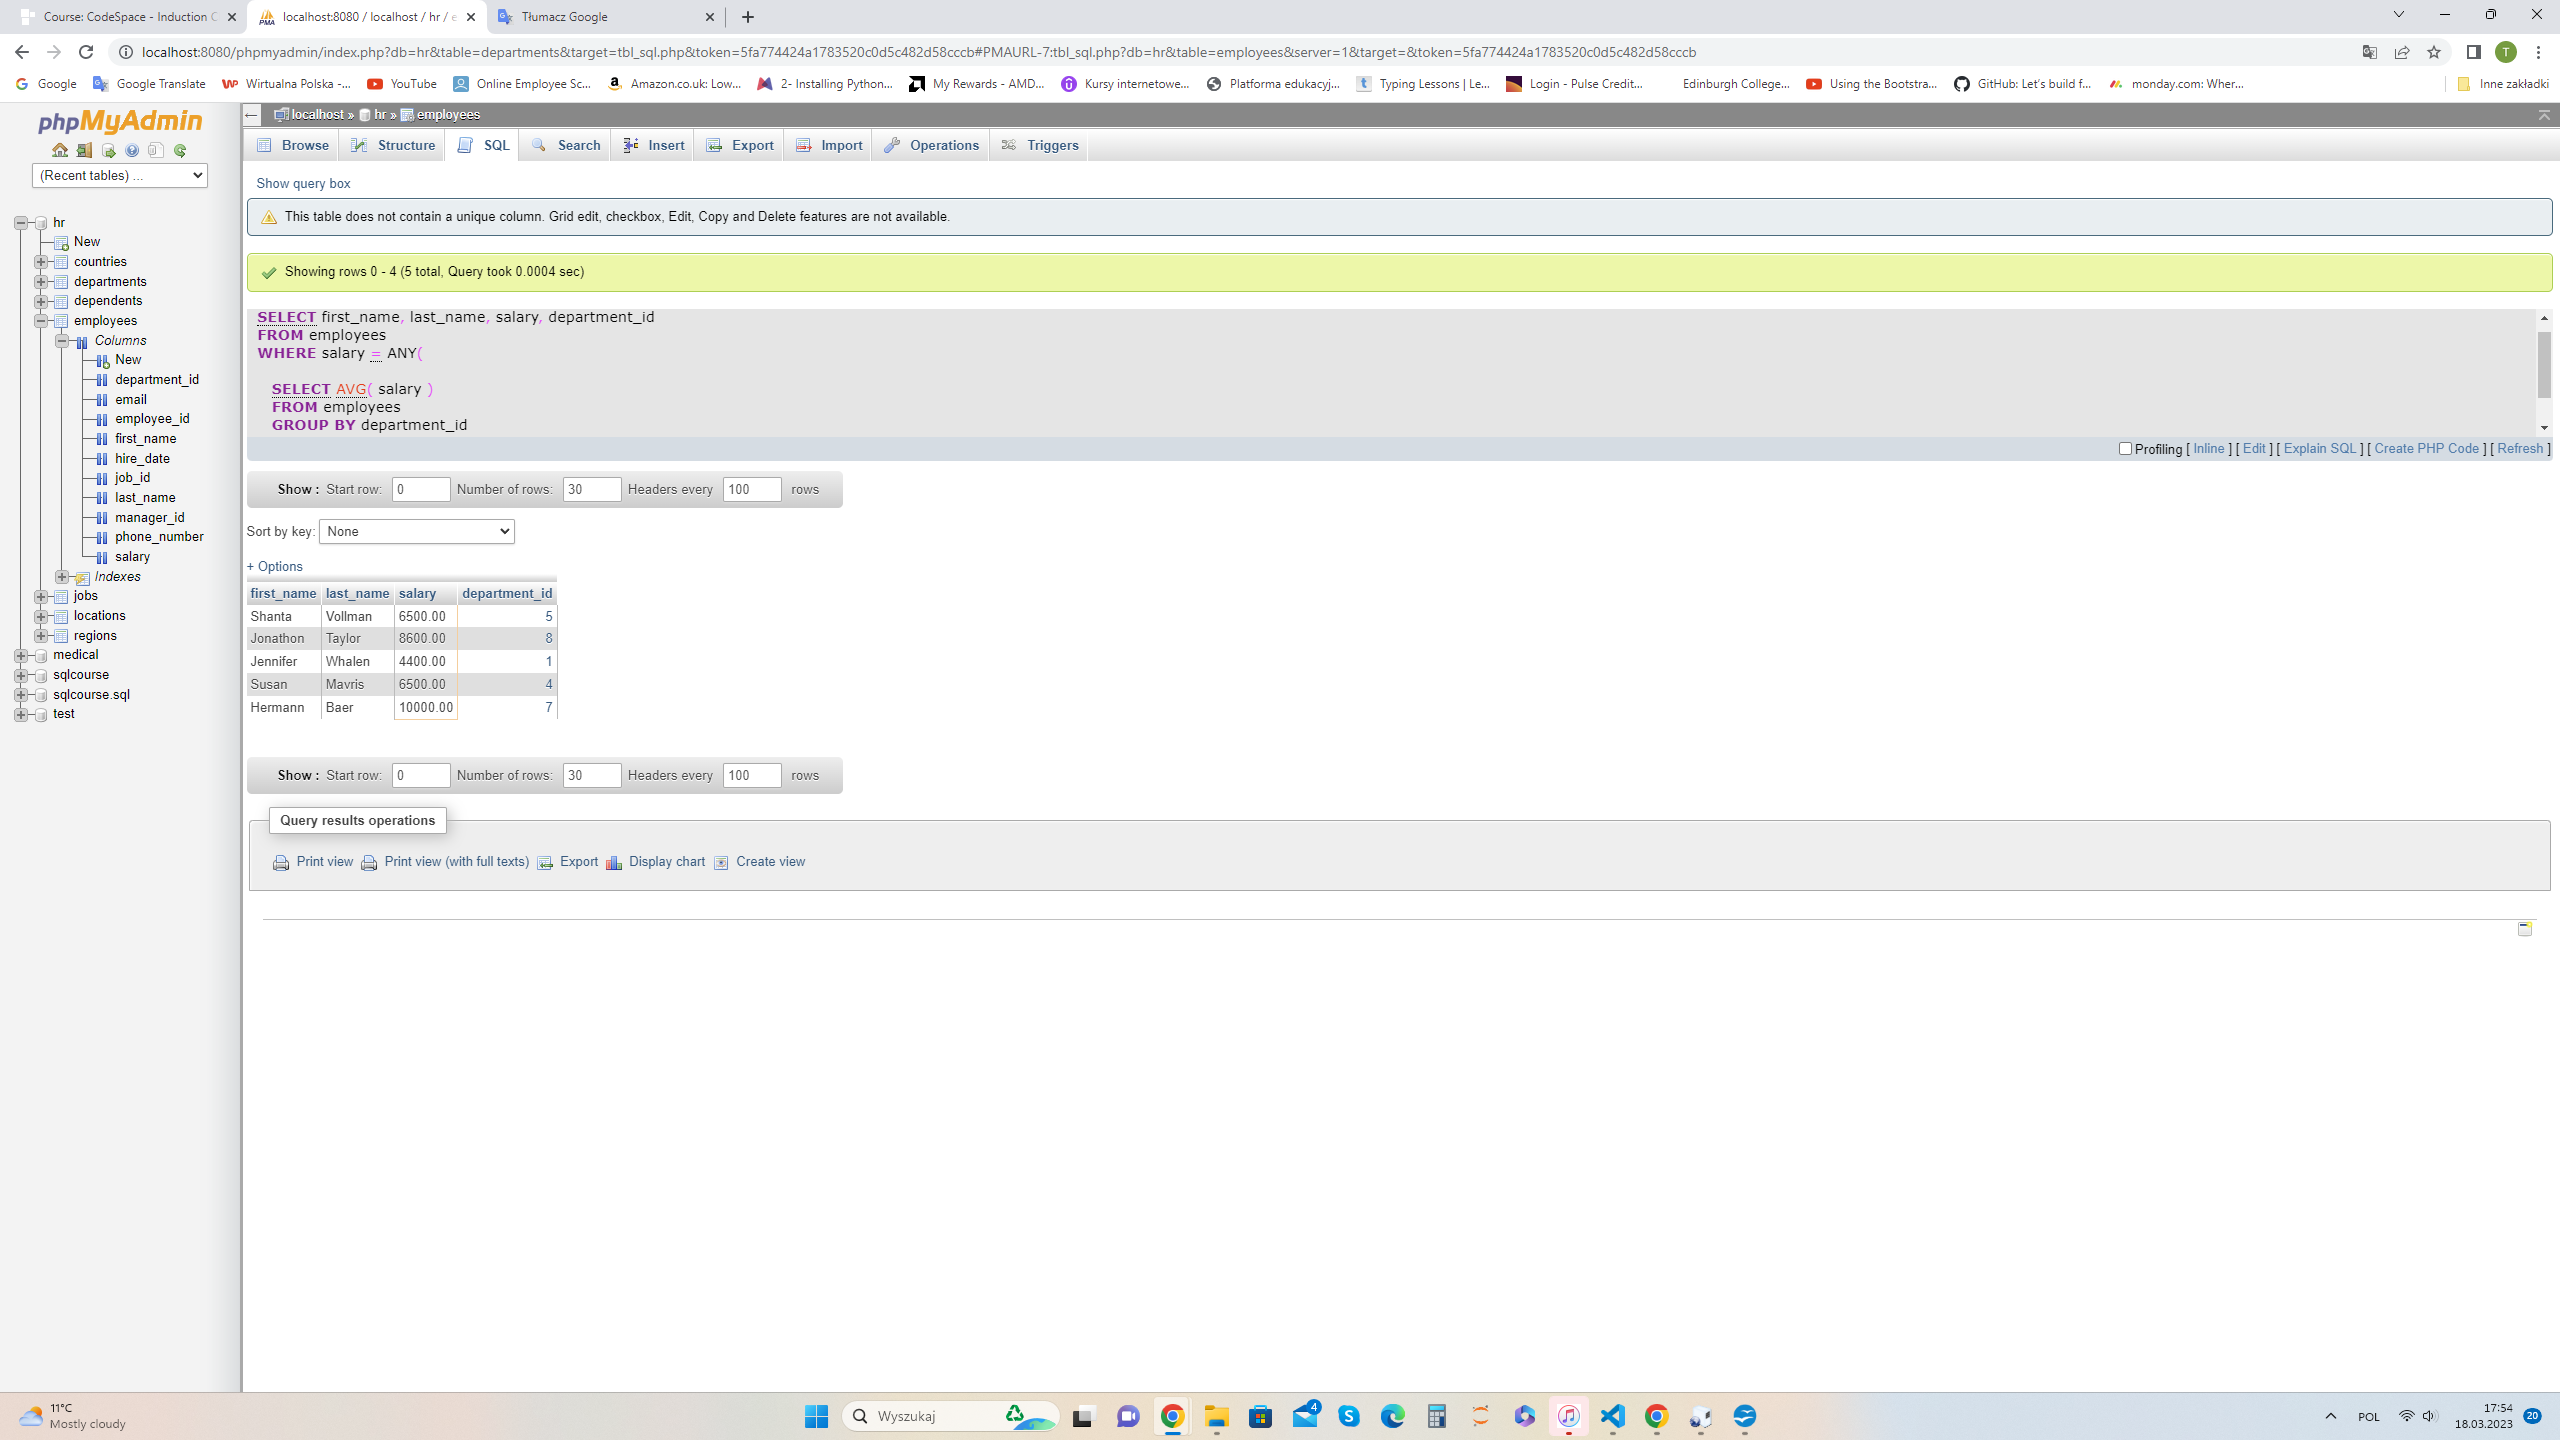 Course: CodeSpace - Induction C
localhost:8080 / localhost / hr / e
Tłumacz Google
localhost:8080/phpmyadmin/index.php?db=hr&table=departments&target=tbl_sql.php&token=5fa774424a1783520c0d5c482d58cccb#PMAURL-7:tbl_sql.php?db=hr&table=employees&server=1&target=&token=5fa774424a1783520c0d5c482d58cccb
T
Google
Google Translate
Wirtualna Polska -...
YouTube
Online Employee Sc...
Amazon.co.uk: Low...
2- Installing Python...
My Rewards - AMD...
Kursy internetowe...
Platforma edukacyj...
Typing Lessons | Le...
Login - Pulse Credit...
Edinburgh College...
Using the Bootstra...
GitHub: Let's build f...
monday.com: Wher...
Inne zakładki
phpMyAdmin
(Recent tables) ...
hr
New
countries
departments
dependents
employees
Columns
New
department_id
email
employee_id
first_name
hire_date
job_id
last_name
manager_id
phone_number
salary
Indexes
jobs
locations
regions
medical
sqlcourse
sqlcourse.sql
test
localhost » hr » employees
Browse Structure SQL Search Insert Export Import Operations Triggers
Show query box
This table does not contain a unique column. Grid edit, checkbox, Edit, Copy and Delete features are not available.
Showing rows 0 - 4 (5 total, Query took 0.0004 sec)
SELECT first_name, last_name, salary, department_id
FROM employees
WHERE salary = ANY(
SELECT AVG( salary )
FROM employees
GROUP BY department_id
Profiling [ Inline ] [ Edit ] [ Explain SQL ] [ Create PHP Code ] [ Refresh ]
Show : Start row: 0 Number of rows: 30 Headers every 100 rows
Sort by key: None
+ Options
first_name last_name salary department_id
Shanta Vollman 6500.00 5
Jonathon Taylor 8600.00 8
Jennifer Whalen 4400.00 1
Susan Mavris 6500.00 4
Hermann Baer 10000.00 7
Show : Start row: 0 Number of rows: 30 Headers every 100 rows
Query results operations
Print view Print view (with full texts) Export Display chart Create view
11°C
Mostly cloudy
Wyszukaj
4
POL
17:54
18.03.2023
20